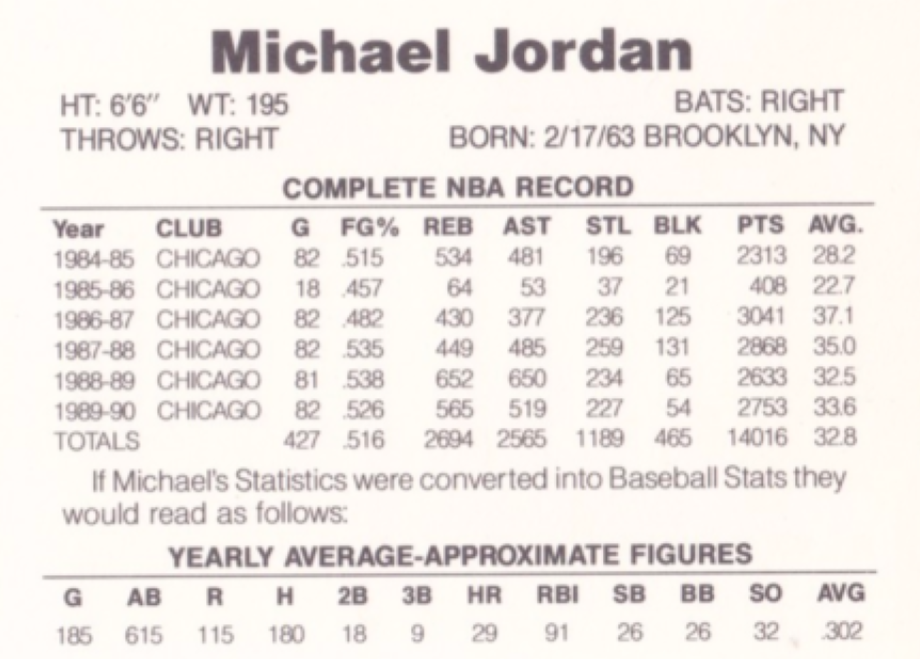 Michael Jordan
HT: 6'6" WT: 195 BATS: RIGHT
THROWS: RIGHT BORN: 2/17/63 BROOKLYN, NY
COMPLETE NBA RECORD
Year CLUB G FG% REB AST STL BLK PTS AVG.
1984-85 CHICAGO 82 .515 534 481 196 69 2313 28.2
1985-86 CHICAGO 18 .457 64 53 37 21 408 22.7
1986-87 CHICAGO 82 .482 430 377 236 125 3041 37.1
1987-88 CHICAGO 82 .535 449 485 259 131 2868 35.0
1988-89 CHICAGO 81 .538 652 650 234 65 2633 32.5
1989-90 CHICAGO 82 .526 565 519 227 54 2753 33.6
TOTALS 427 .516 2694 2565 1189 465 14016 32.8
If Michael's Statistics were converted into Baseball Stats they
would read as follows:
YEARLY AVERAGE-APPROXIMATE FIGURES
G AB R H 2B 3B HR RBI SB BB SO AVG
185 615 115 180 18 9 29 91 26 26 32 .302